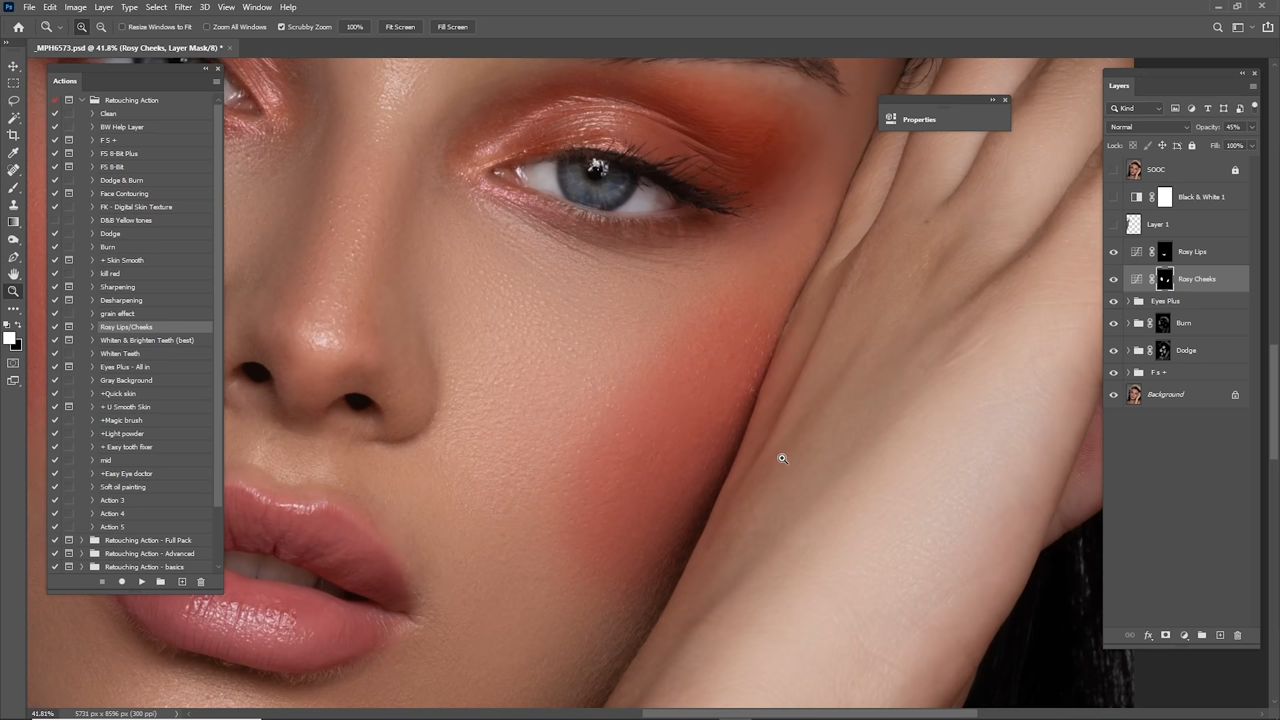 Ps File Edit Image Layer Type Select Filter 3D View Window Help
Resize Windows to Fit Zoom All Windows Scrubby Zoom 100% Fit Screen Fill Screen
_MPH6573.psd @ 41.8% (Rosy Cheeks, Layer Mask/8) *
Actions
Retouching Action
Clean
BW Help Layer
F S +
FS 8-Bit Plus
FS 8-Bit
Dodge & Burn
Face Contouring
FK - Digital Skin Texture
D&B Yellow tones
Dodge
Burn
+ Skin Smooth
kill red
Sharpening
Desharpening
grain effect
Rosy Lips/Cheeks
Whiten & Brighten Teeth (best)
Whiten Teeth
Eyes Plus - All in
Gray Background
+Quick skin
+ U Smooth Skin
+Magic brush
+Light powder
+ Easy tooth fixer
mid
+Easy Eye doctor
Soft oil painting
Action 3
Action 4
Action 5
Retouching Action - Full Pack
Retouching Action - Advanced
Retouching Action - basics
Properties
Layers
Kind
Normal Opacity: 45%
Lock: Fill: 100%
SOOC
Black & White 1
Layer 1
Rosy Lips
Rosy Cheeks
Eyes Plus
Burn
Dodge
F s +
Background
41.81% 5731 px x 8596 px (300 ppi)